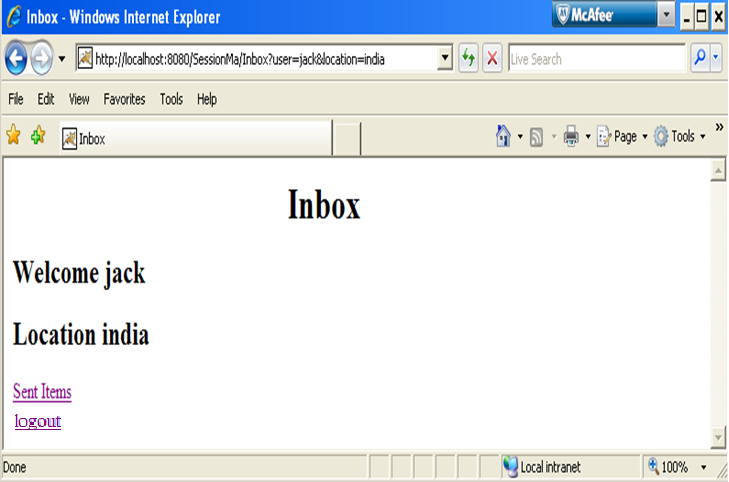 Inbox - Windows Internet Explorer
McAfee
http://localhost:8080/SessionMa/Inbox?user=jack&location=india
Live Search
File Edit View Favorites Tools Help
Inbox
Page Tools »
Inbox
Welcome jack
Location india
Sent Items
logout
Done
Local intranet
100%